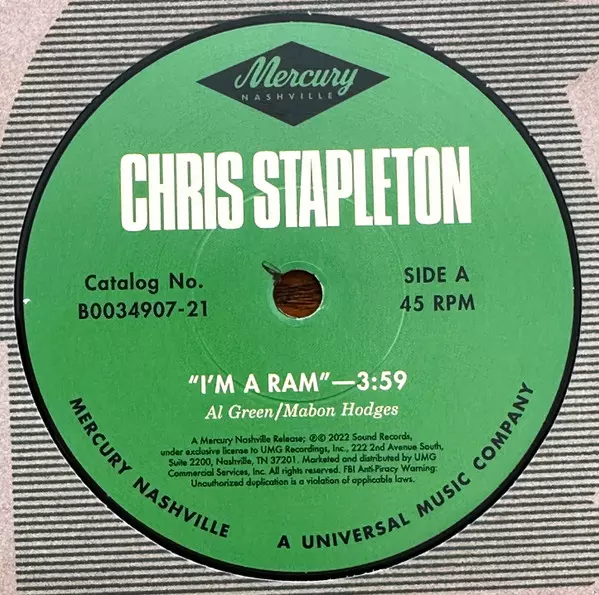 Mercury
NASHVILLE
CHRIS STAPLETON
Catalog No.
B0034907-21
SIDE A
45 RPM
"I'M A RAM"—3:59
Al Green/Mabon Hodges
A Mercury Nashville Release; ℗© 2022 Sound Records,
under exclusive license to UMG Recordings, Inc., 222 2nd Avenue South,
Suite 2200, Nashville, TN 37201. Marketed and distributed by UMG
Commercial Services, Inc. All rights reserved. FBI Anti-Piracy Warning:
Unauthorized duplication is a violation of applicable laws.
MERCURY NASHVILLE
A UNIVERSAL MUSIC COMPANY